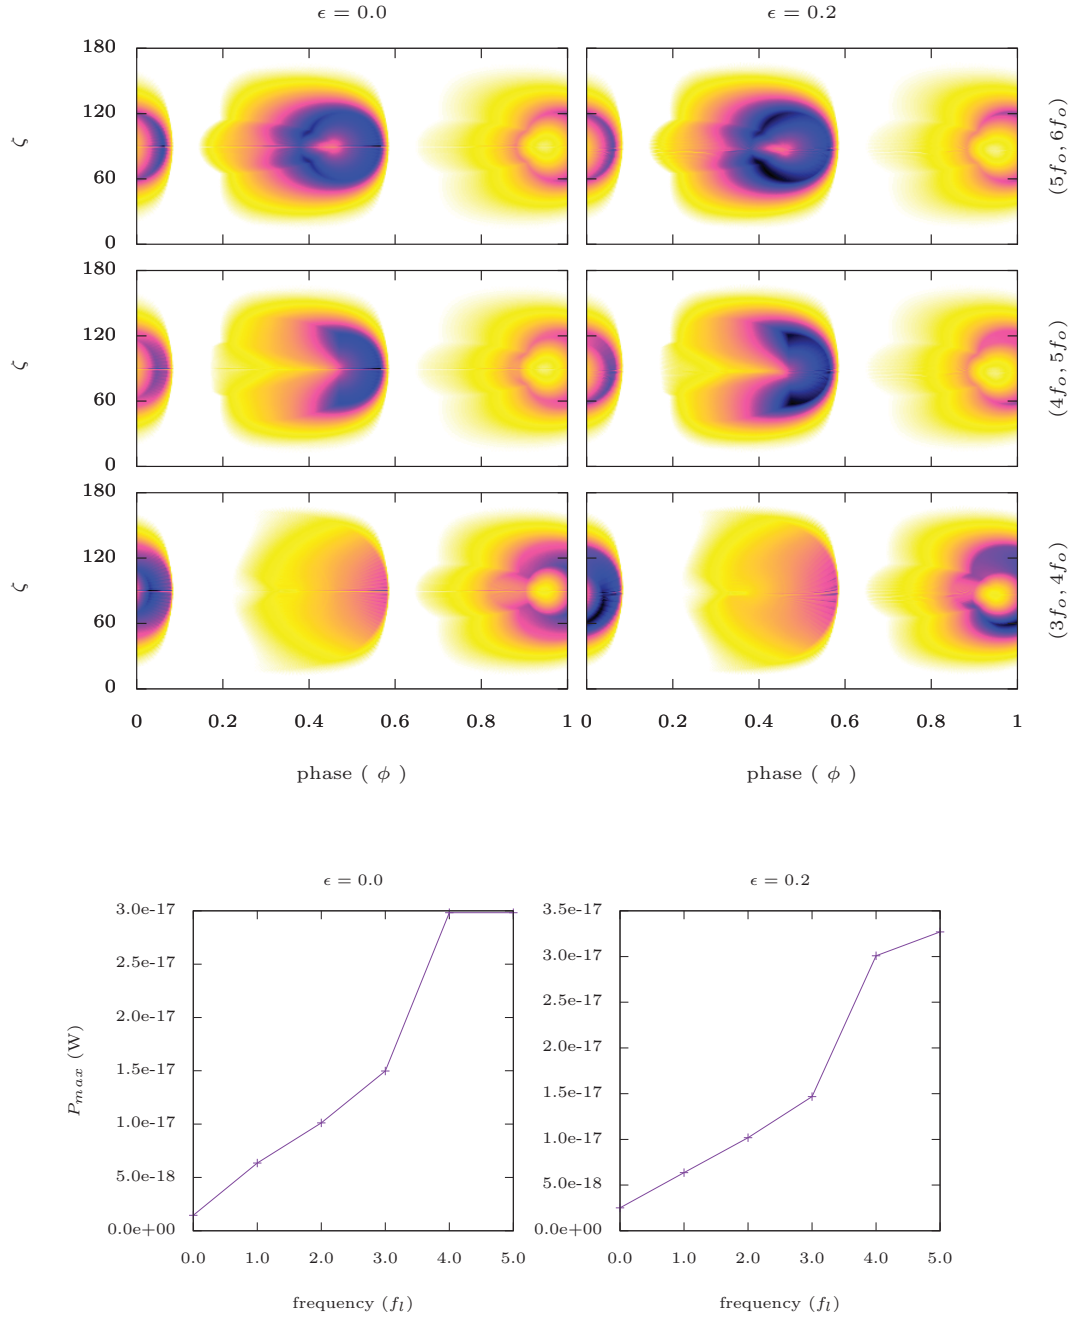 ϵ = 0.0 ϵ = 0.2
180
120
ζ
60
0
(5f_o, 6f_o)
180
120
ζ
60
0
(4f_o, 5f_o)
180
120
ζ
60
0
(3f_o, 4f_o)
0 0.2 0.4 0.6 0.8 1 0 0.2 0.4 0.6 0.8 1
phase ( ϕ ) phase ( ϕ )
ϵ = 0.0 ϵ = 0.2
3.0e-17
2.5e-17
2.0e-17
1.5e-17
1.0e-17
5.0e-18
0.0e+00
P_max (W)
3.5e-17
3.0e-17
2.5e-17
2.0e-17
1.5e-17
1.0e-17
5.0e-18
0.0e+00
0.0 1.0 2.0 3.0 4.0 5.0 0.0 1.0 2.0 3.0 4.0 5.0
frequency (f_l) frequency (f_l)